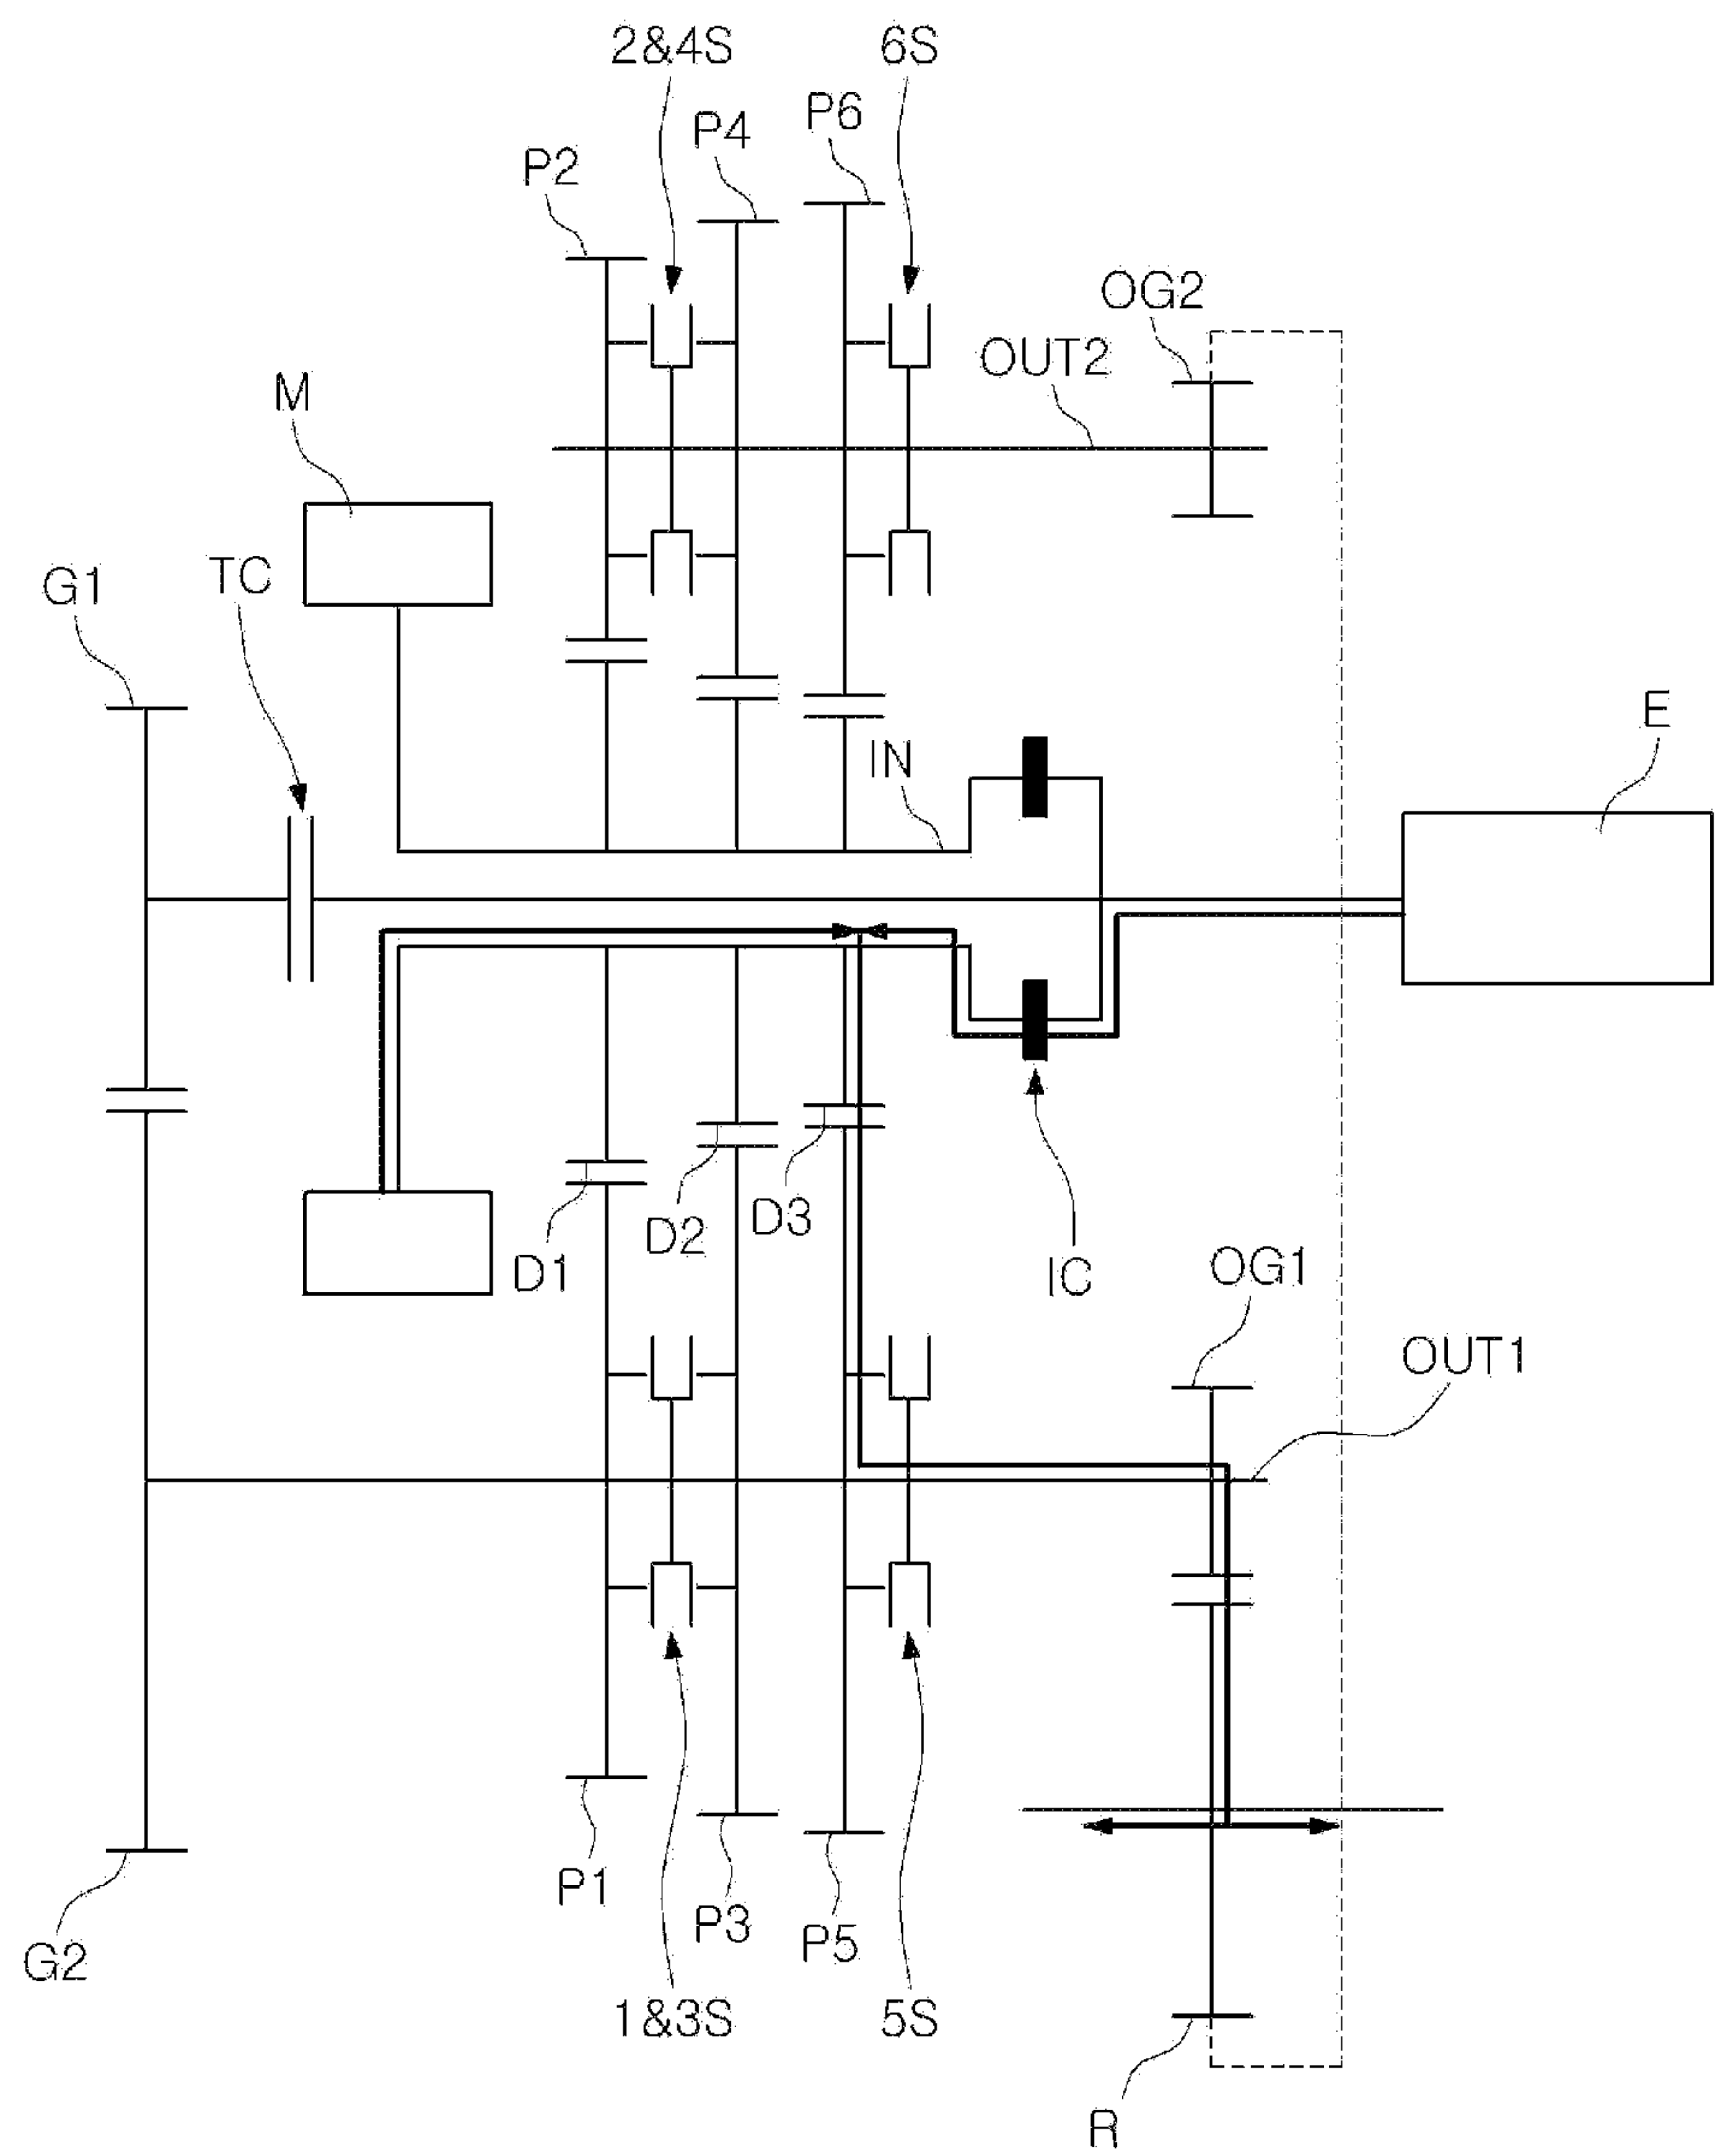 2&4S
6S
P6
P4
P2
OG2
OUT2
M
TC
G1
E
IN
D3
D2
D1
IC
OG1
OUT1
P1
P3
P5
G2
1&3S
5S
R